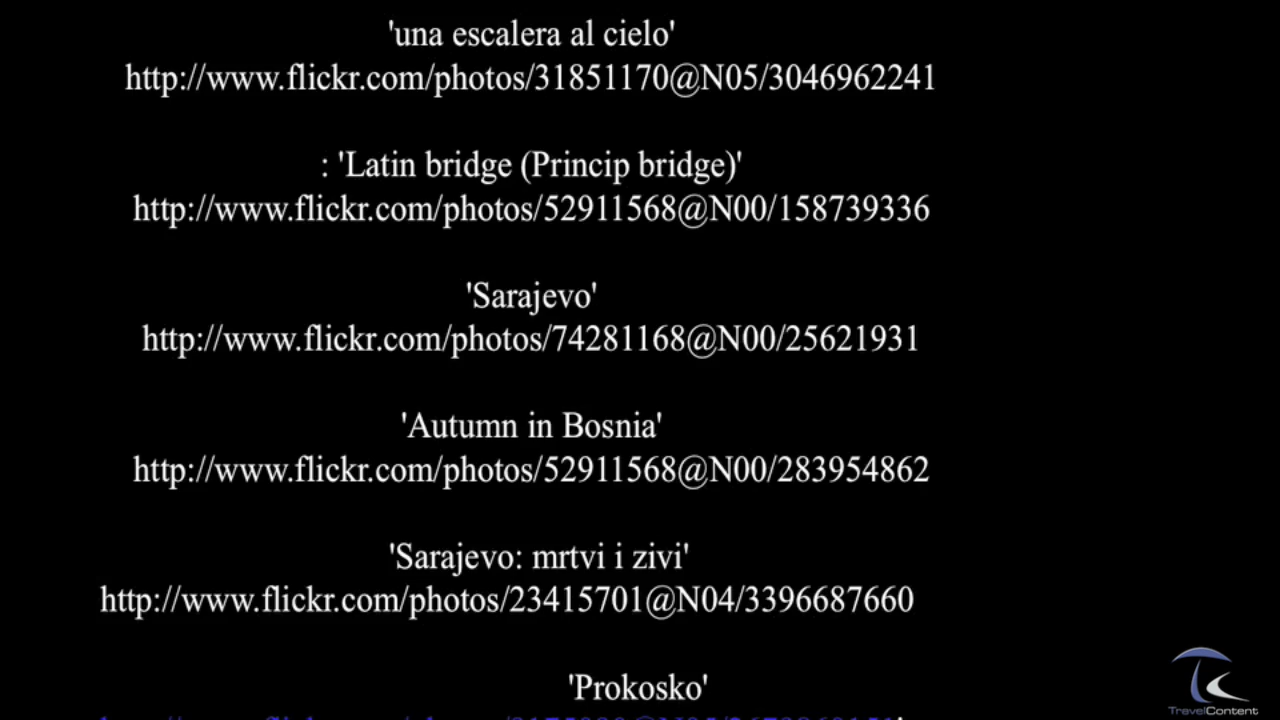 'una escalera al cielo'
http://www.flickr.com/photos/31851170@N05/3046962241
: 'Latin bridge (Princip bridge)'
http://www.flickr.com/photos/52911568@N00/158739336
'Sarajevo'
http://www.flickr.com/photos/74281168@N00/25621931
'Autumn in Bosnia'
http://www.flickr.com/photos/52911568@N00/283954862
'Sarajevo: mrtvi i zivi'
http://www.flickr.com/photos/23415701@N04/3396687660
'Prokosko'
TravelContent